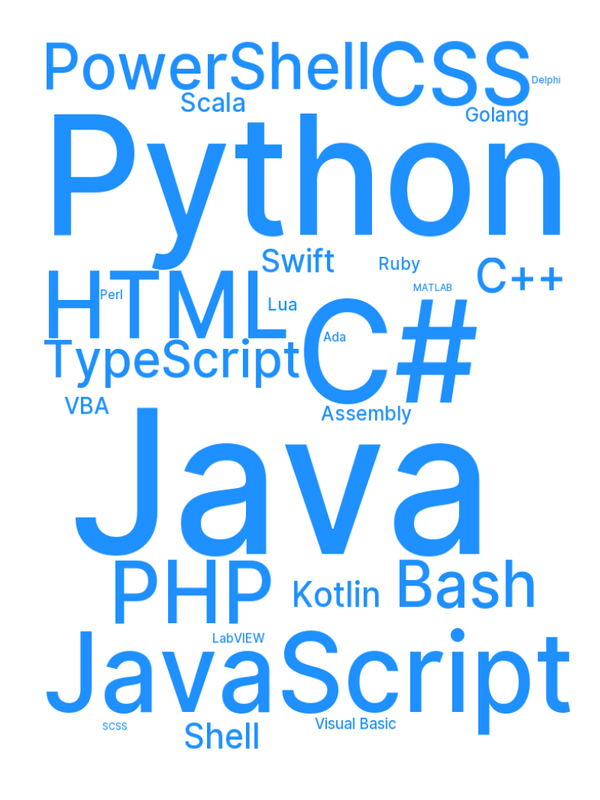 PowerShell
CSS
Delphi
Scala
Golang
Python
Swift
Ruby
C++
HTML
Perl
MATLAB
Lua
C#
Ada
TypeScript
VBA
Assembly
Java
PHP
Kotlin
Bash
LabVIEW
JavaScript
SCSS
Shell
Visual Basic